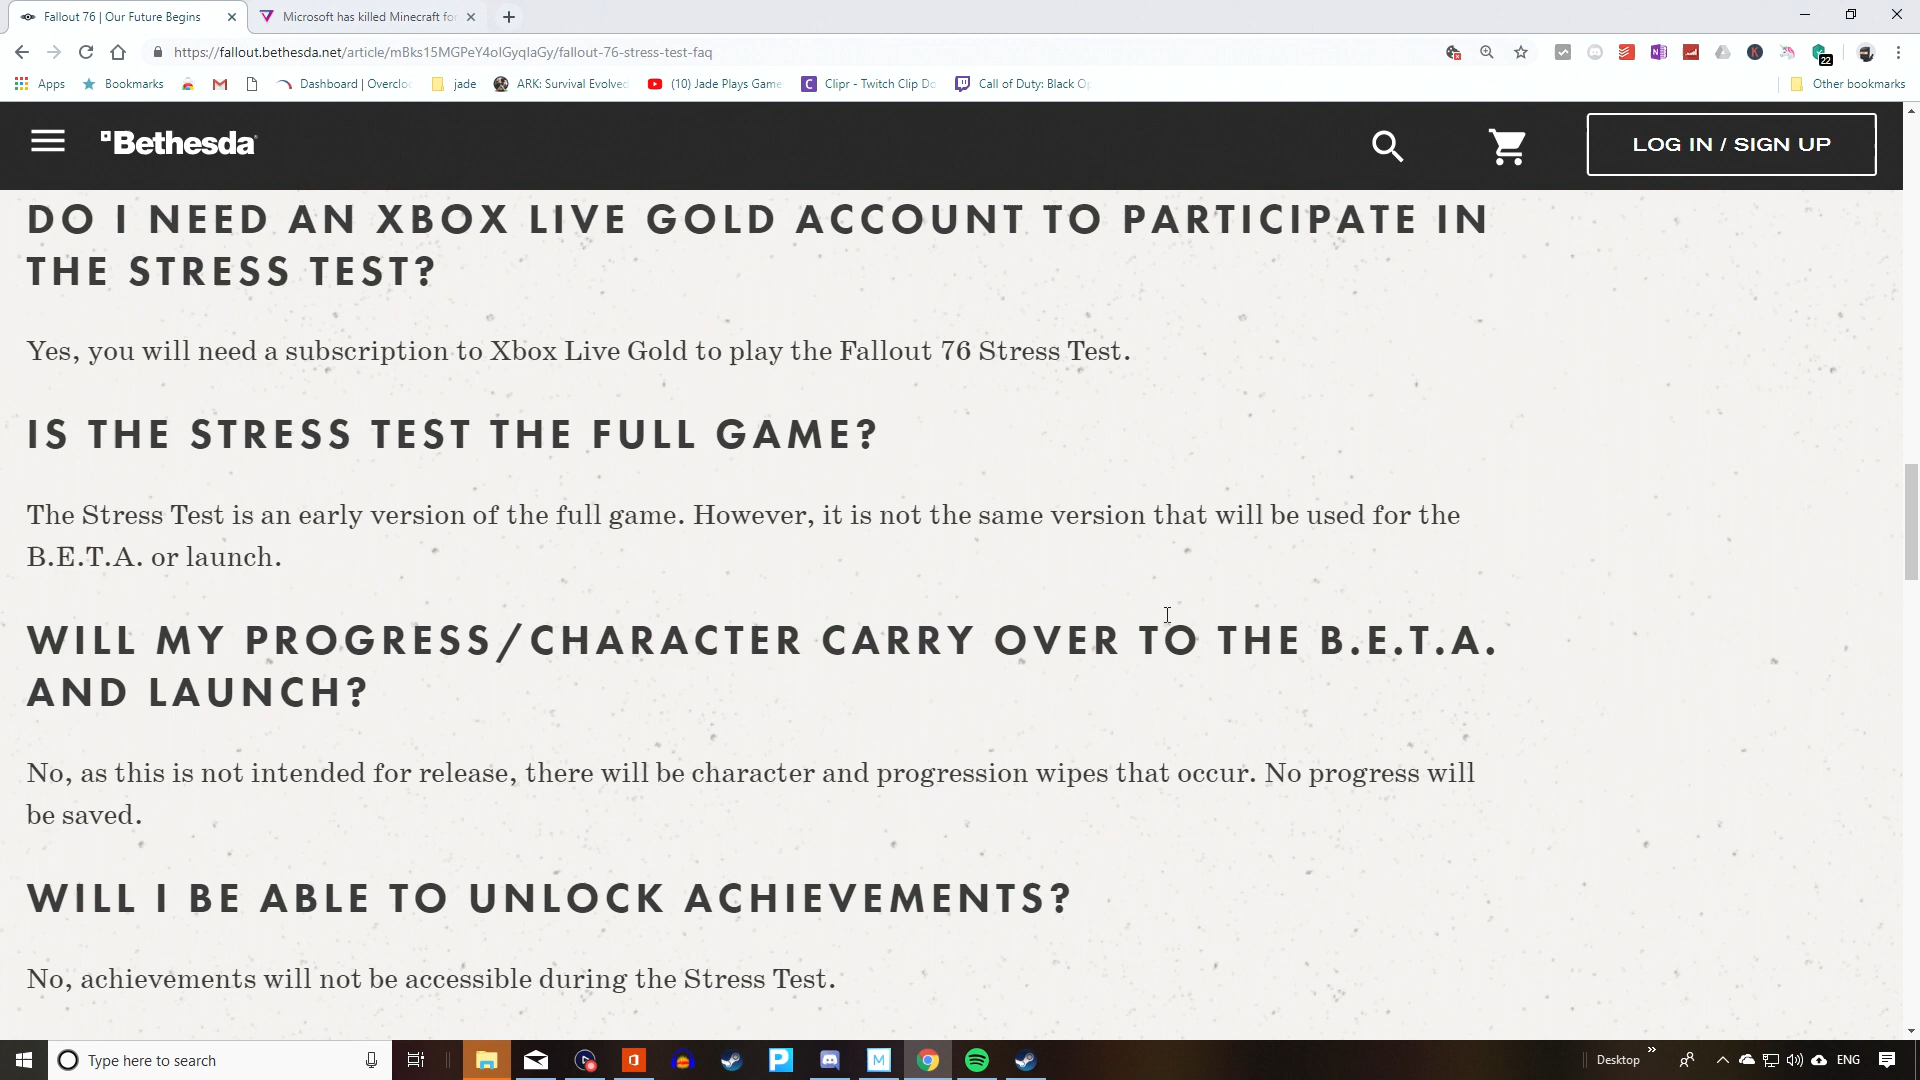 Fallout 76 | Our Future Begins
Microsoft has killed Minecraft for
https://fallout.bethesda.net/article/mBks15MGPeY4oIGyqIaGy/fallout-76-stress-test-faq
22
Apps
Bookmarks
Dashboard | Overcloc
jade
ARK: Survival Evolved
(10) Jade Plays Game
Clipr - Twitch Clip Do
Call of Duty: Black Op
Other bookmarks
Bethesda
LOG IN / SIGN UP
DO I NEED AN XBOX LIVE GOLD ACCOUNT TO PARTICIPATE IN
THE STRESS TEST?
Yes, you will need a subscription to Xbox Live Gold to play the Fallout 76 Stress Test.
IS THE STRESS TEST THE FULL GAME?
The Stress Test is an early version of the full game. However, it is not the same version that will be used for the
B.E.T.A. or launch.
WILL MY PROGRESS/CHARACTER CARRY OVER TO THE B.E.T.A.
AND LAUNCH?
No, as this is not intended for release, there will be character and progression wipes that occur. No progress will
be saved.
WILL I BE ABLE TO UNLOCK ACHIEVEMENTS?
No, achievements will not be accessible during the Stress Test.
Type here to search
Desktop
ENG